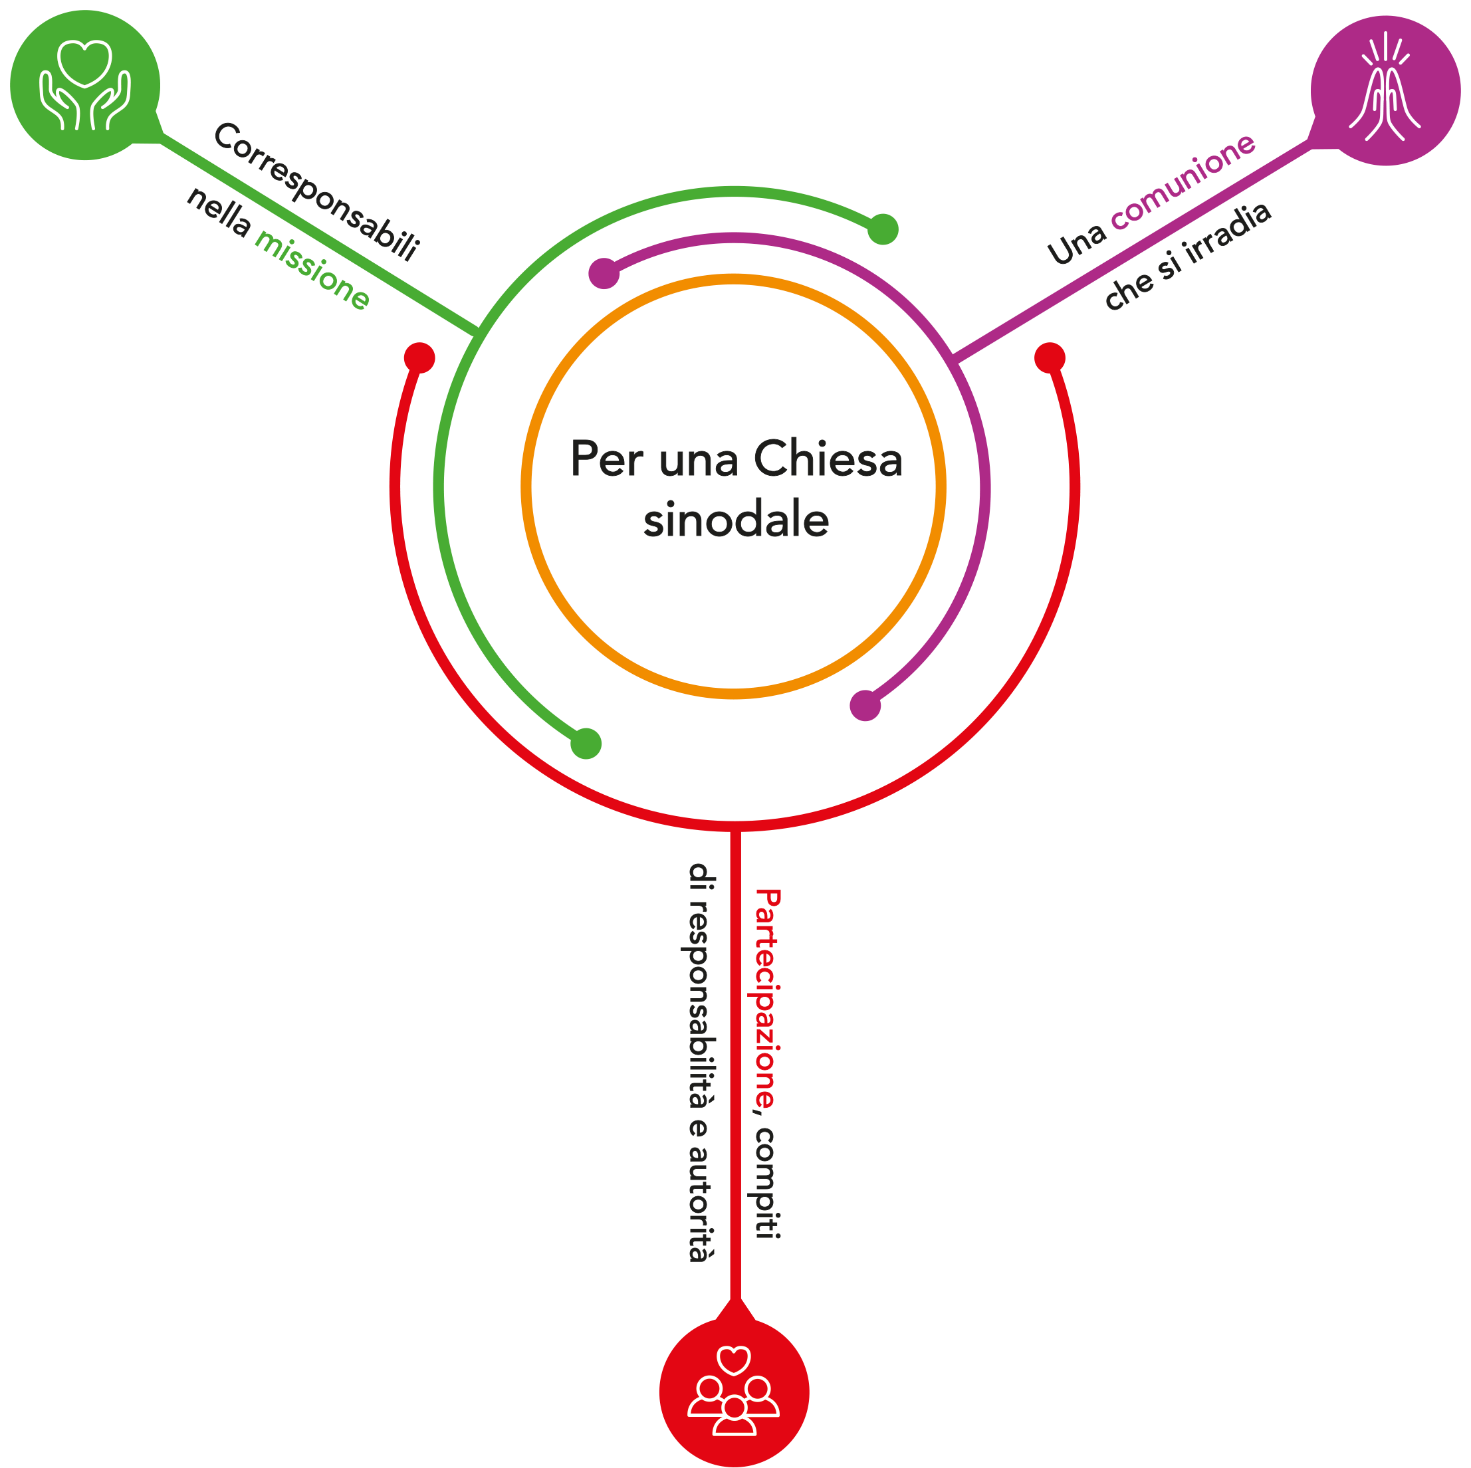 Corresponsabili
nella missione
Una comunione
che si irradia
Per una Chiesa
sinodale
Partecipazione, compiti
di responsabilità e autorità